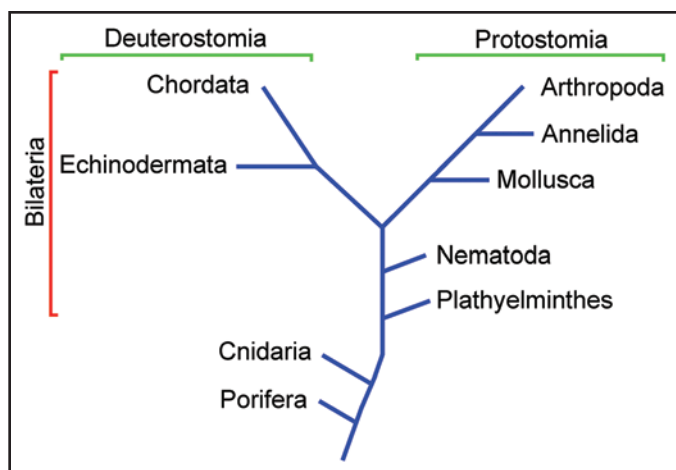 Deuterostomia
Protostomia
Chordata
Arthropoda
Annelida
Echinodermata
Mollusca
Bilateria
Nematoda
Plathyelminthes
Cnidaria
Porifera